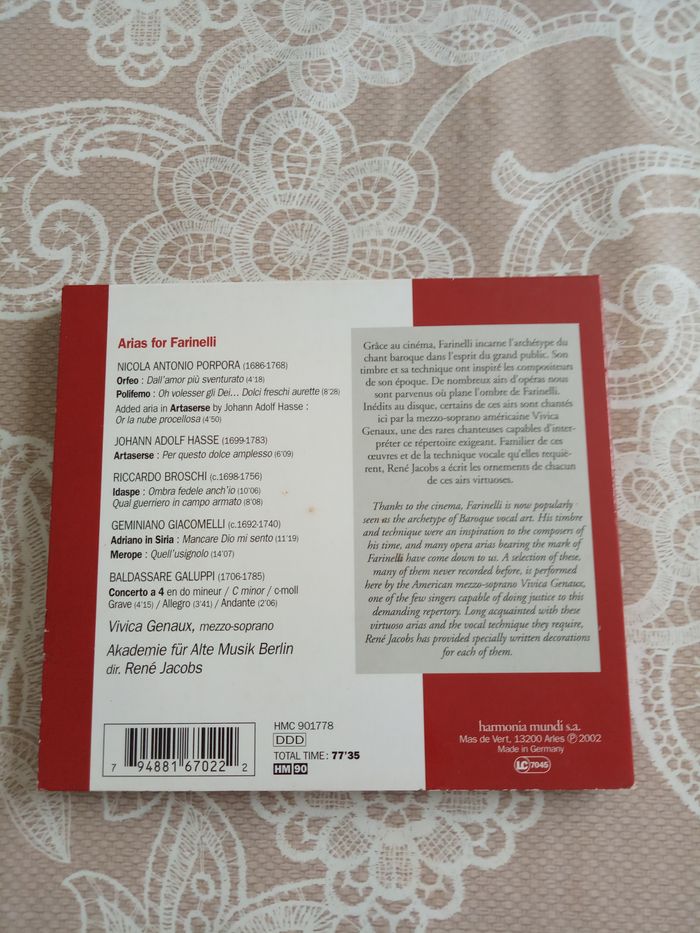 Arias for Farinelli
NICOLA ANTONIO PORPORA (1686-1768)
Orfeo : Dall'amor più sventurato (4'18)
Polifemo : Oh volesser gli Dei... Dolci freschi aurette (8'28)
Added aria in Artaserse by Johann Adolf Hasse :
Or la nube procellosa (4'50)
JOHANN ADOLF HASSE (1699-1783)
Artaserse : Per questo dolce amplesso (6'09)
RICCARDO BROSCHI (c.1698-1756)
Idaspe : Ombra fedele anch'io (10'06)
Qual guerriero in campo armato (8'08)
GEMINIANO GIACOMELLI (c.1692-1740)
Adriano in Siria : Mancare Dio mi sento (11'19)
Merope : Quell'usignolo (14'07)
BALDASSARE GALUPPI (1706-1785)
Concerto a 4 en do mineur / C minor / c-moll
Grave (4'15) / Allegro (3'41) / Andante (2'06)
Vivica Genaux, mezzo-soprano
Akademie für Alte Musik Berlin
dir. René Jacobs
7 94881 67022 2
HMC 901778
DDD
TOTAL TIME : 77'35
HM 90
Grâce au cinéma, Farinelli incarne l'archétype du
chant baroque dans l'esprit du grand public. Son
timbre et sa technique ont inspiré les compositeurs
de son époque. De nombreux airs d'opéras nous
sont parvenus où plane l'ombre de Farinelli.
Inédits au disque, certains de ces airs sont chansés
ici par la mezzo-soprano américaine Vivica
Genaux, une des rares chanteuses capables d'inter-
préter ce répertoire exigeant. Familier de ces
œuvres et de la technique vocale qu'elles requiè-
rent, René Jacobs a écrit les ornements de chacun
de ces airs virtuoses.
Thanks to the cinema, Farinelli is now popularly
seen as the archetype of Baroque vocal art. His timbre
and technique were an inspiration to the composers of
his time, and many opera arias bearing the mark of
Farinelli have come down to us. A selection of these,
many of them never recorded before, is performed
here by the American mezzo-soprano Vivica Genaux,
one of the few singers capable of doing justice to this
demanding repertory. Long acquainted with these
virtuoso arias and the vocal technique they require,
René Jacobs has provided specially written decorations
for each of them.
harmonia mundi s.a.
Mas de Vert, 13200 Arles ℗ 2002
Made in Germany
LC 7045